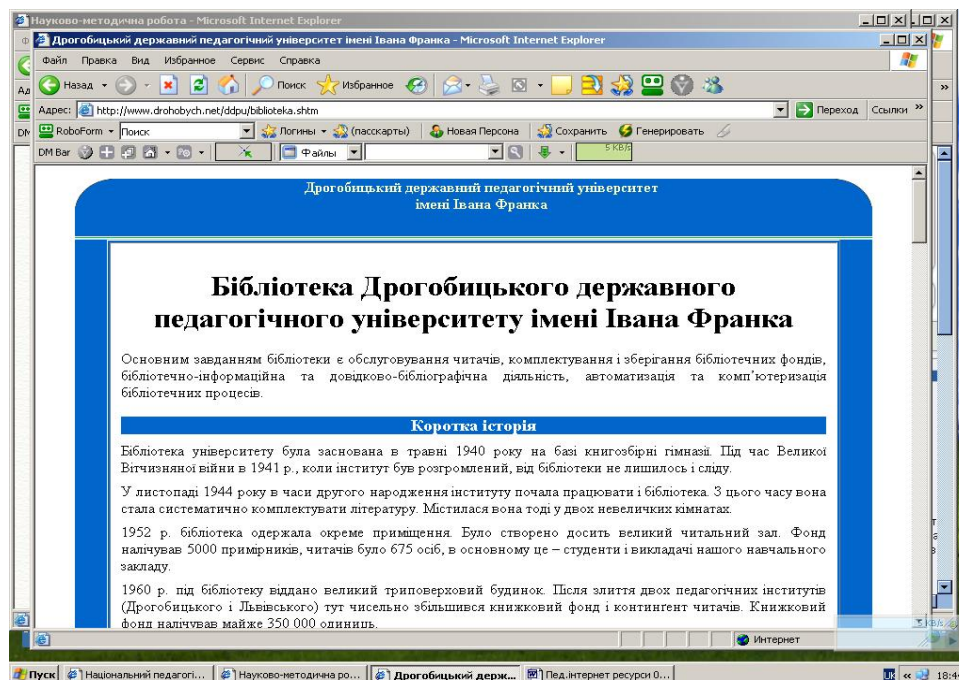 Науково-методична робота - Microsoft Internet Explorer
Дрогобицький державний педагогічний університет імені Івана Франка - Microsoft Internet Explorer
Файл Правка Вид Избранное Сервис Справка
Назад Поиск Избранное
Адрес: http://www.drohobych.net/ddpu/biblioteka.shtm Переход Ссылки »
RoboForm Поиск Логины (пасскарты) Новая Персона Сохранить Генерировать
DM Bar Файлы 5 KB/s
Дрогобицький державний педагогічний університет
імені Івана Франка
Бібліотека Дрогобицького державного
педагогічного університету імені Івана Франка
Основним завданням бібліотеки є обслуговування читачів, комплектування і зберігання бібліотечних фондів,
бібліотечно-інформаційна та довідково-бібліографічна діяльність, автоматизація та комп'ютеризація
бібліотечних процесів.
Коротка історія
Бібліотека університету була заснована в травні 1940 року на базі книгозбірні гімназії. Під час Великої
Вітчизняної війни в 1941 р., коли інститут був розгромлений, від бібліотеки не лишилось і сліду.
У листопаді 1944 року в часи другого народження інституту почала працювати і бібліотека. З цього часу вона
стала систематично комплектувати літературу. Містилася вона тоді у двох невеличких кімнатах.
1952 р. бібліотека одержала окреме приміщення. Було створено досить великий читальний зал. Фонд
налічував 5000 примірників, читачів було 675 осіб, в основному це – студенти і викладачі нашого навчального
закладу.
1960 р. під бібліотеку віддано великий триповерховий будинок. Після злиття двох педагогічних інститутів
(Дрогобицького і Львівського) тут чисельно збільшився книжковий фонд і контингент читачів. Книжковий
фонд налічував майже 350 000 одиниць.
Интернет
Пуск Національний педагогі... Науково-методична ро... Дрогобицький держ... Пед.інтернет ресурси 0... UK « 18:4